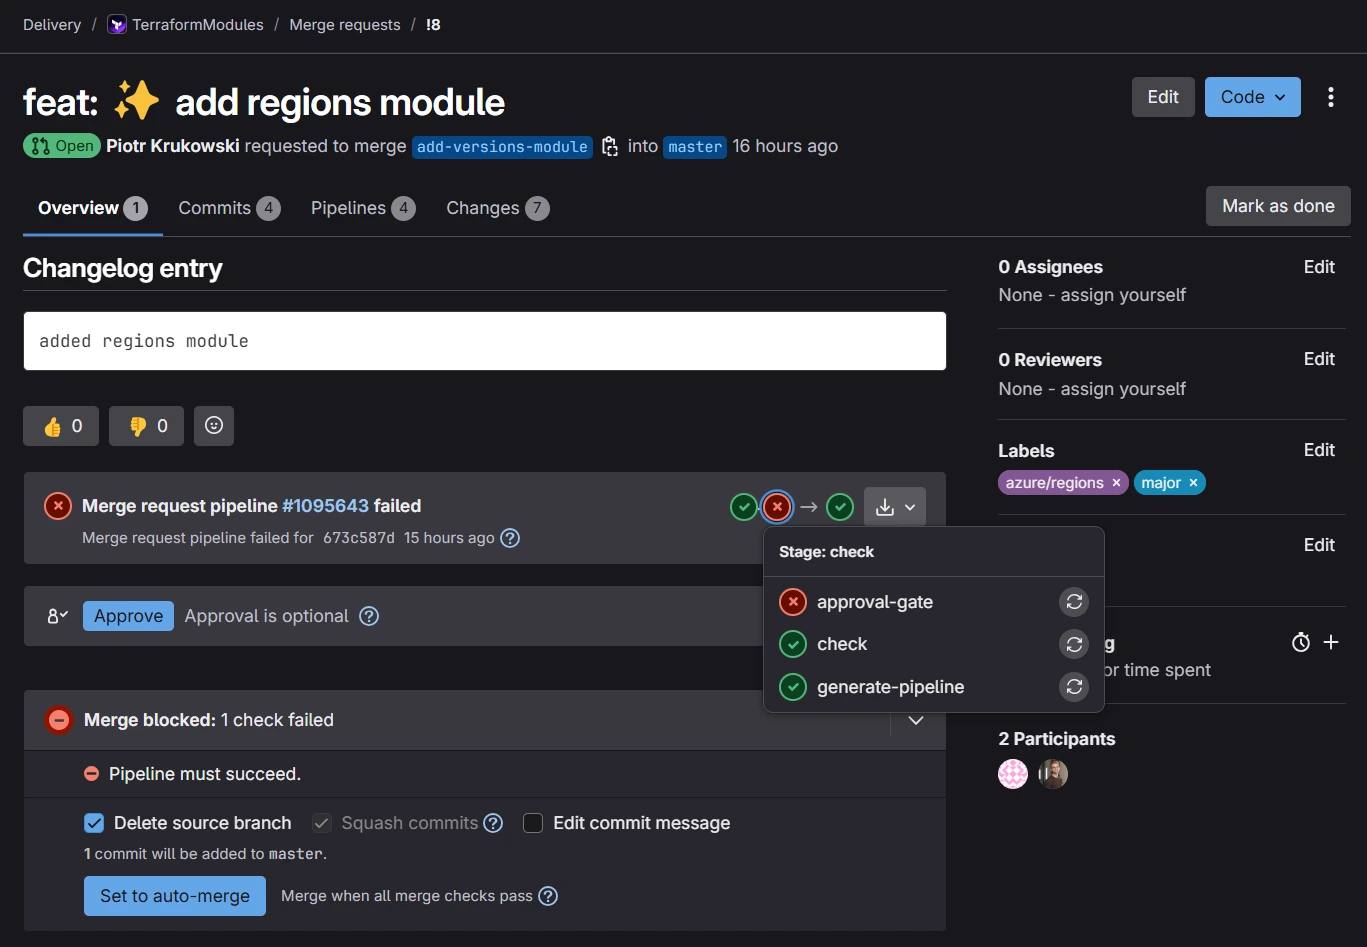 Delivery / TerraformModules / Merge requests / !8
feat: ✨ add regions module
Edit
Code
Open Piotr Krukowski requested to merge add-versions-module into master 16 hours ago
Overview 1 Commits 4 Pipelines 4 Changes 7
Mark as done
Changelog entry
added regions module
👍 0 👎 0
Merge request pipeline #1095643 failed
Merge request pipeline failed for 673c587d 15 hours ago ?
Stage: check
approval-gate
check
generate-pipeline
Approve Approval is optional ?
Merge blocked: 1 check failed
Pipeline must succeed.
Delete source branch Squash commits ? Edit commit message
1 commit will be added to master.
Set to auto-merge Merge when all merge checks pass ?
0 Assignees Edit
None - assign yourself
0 Reviewers Edit
None - assign yourself
Labels Edit
azure/regions × major ×
Edit
g +
or time spent
2 Participants